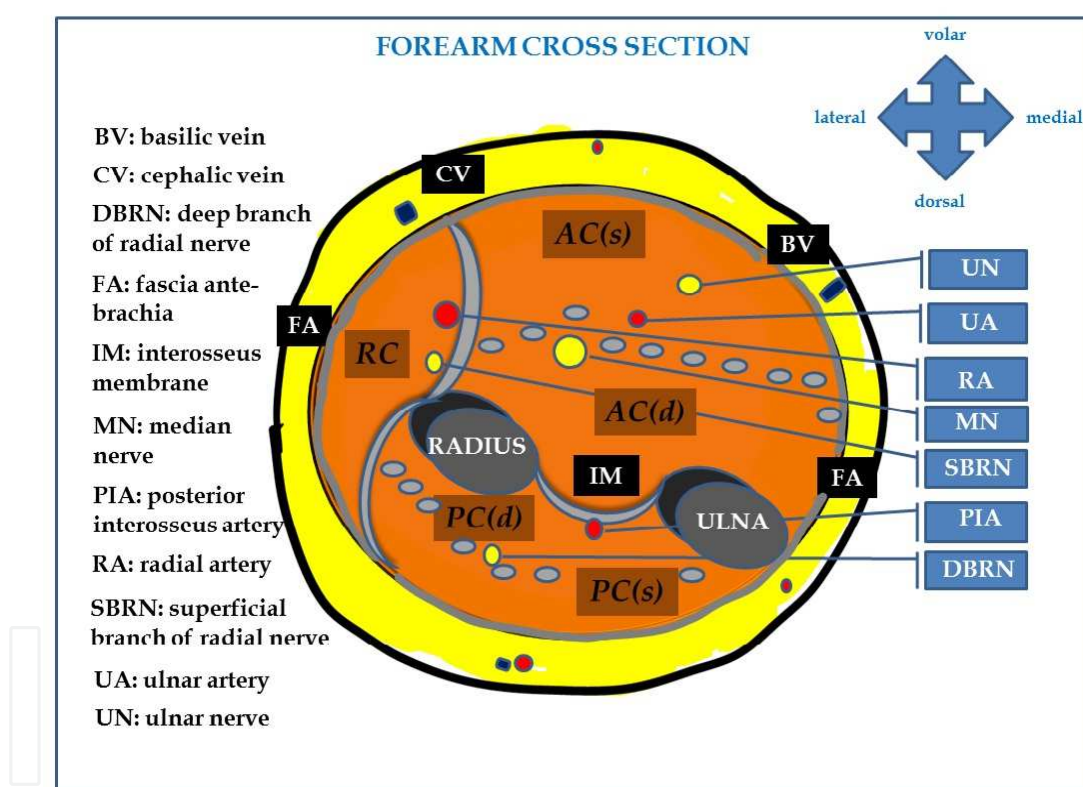 FOREARM CROSS SECTION
volar
lateral
medial
dorsal
BV: basilic vein
CV: cephalic vein
DBRN: deep branch
of radial nerve
FA: fascia ante-
brachia
IM: interosseus
membrane
MN: median
nerve
PIA: posterior
interosseus artery
RA: radial artery
SBRN: superficial
branch of radial nerve
UA: ulnar artery
UN: ulnar nerve
CV
AC(s)
BV
FA
RC
AC(d)
RADIUS
IM
FA
ULNA
PC(d)
PC(s)
UN
UA
RA
MN
SBRN
PIA
DBRN